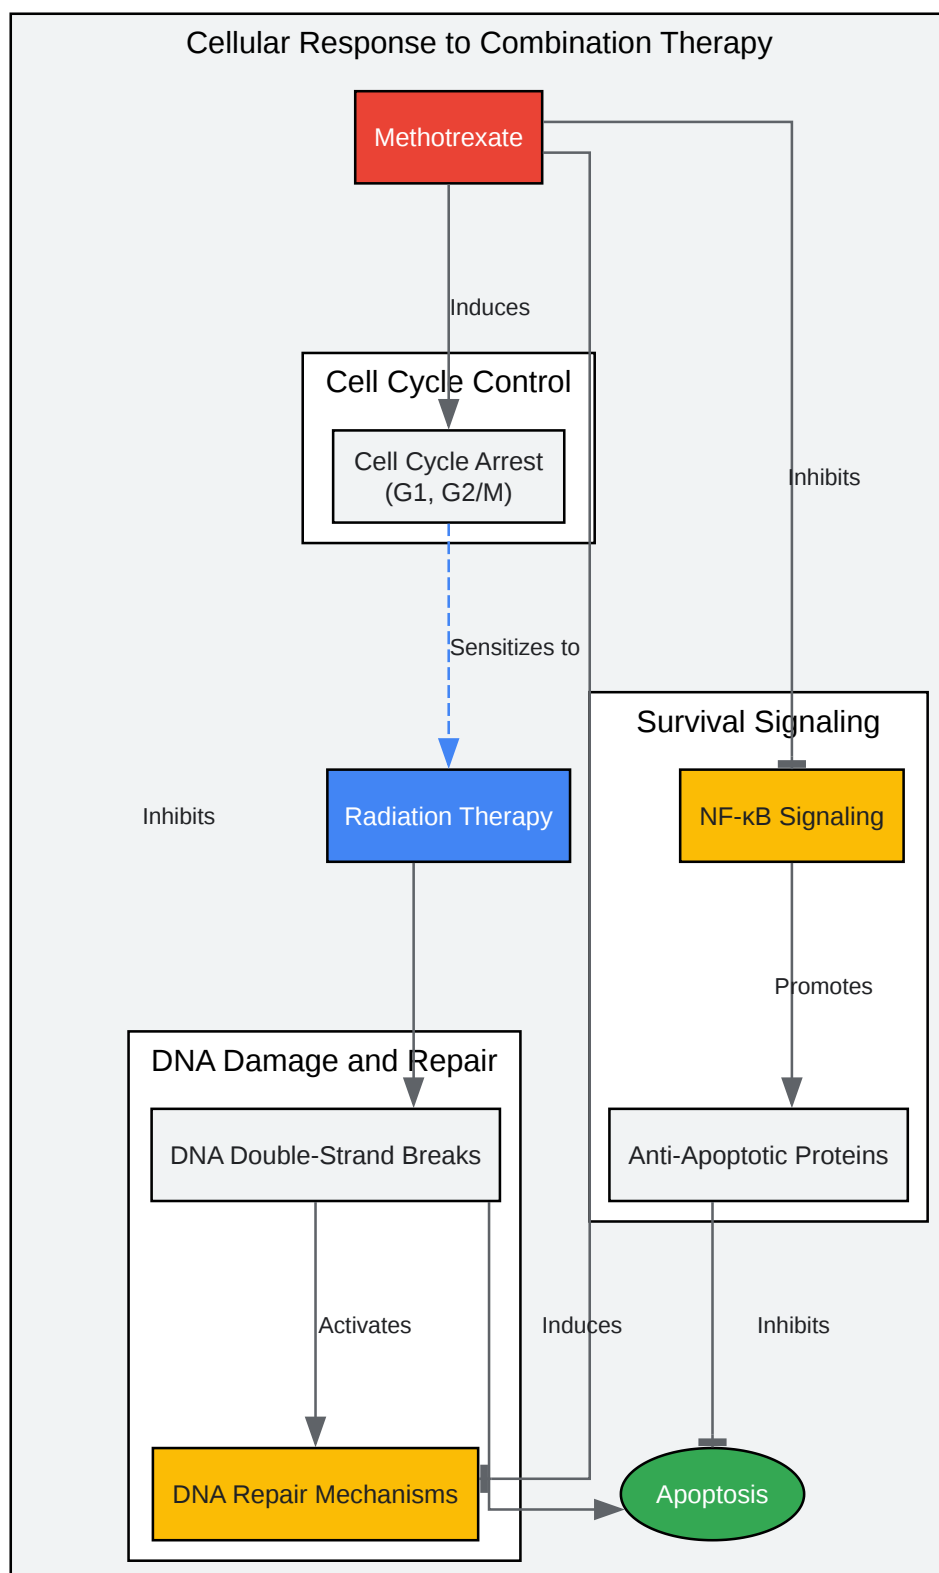 Cellular Response to Combination Therapy
Methotrexate
Induces
Cell Cycle Control
Cell Cycle Arrest
(G1, G2/M)
Inhibits
Sensitizes to
Survival Signaling
Inhibits
Radiation Therapy
NF-κB Signaling
Promotes
DNA Damage and Repair
DNA Double-Strand Breaks
Anti-Apoptotic Proteins
Activates
Induces
Inhibits
DNA Repair Mechanisms
Apoptosis